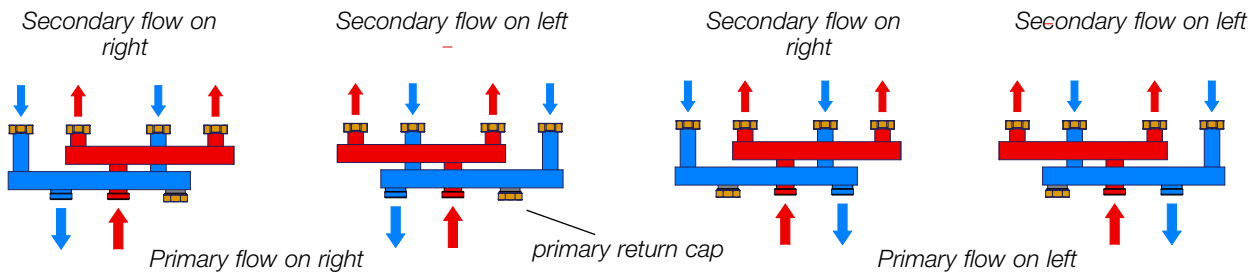 Secondary flow on
right
Secondary flow on left
Secondary flow on
right
Secondary flow on left
Primary flow on right
primary return cap
Primary flow on left